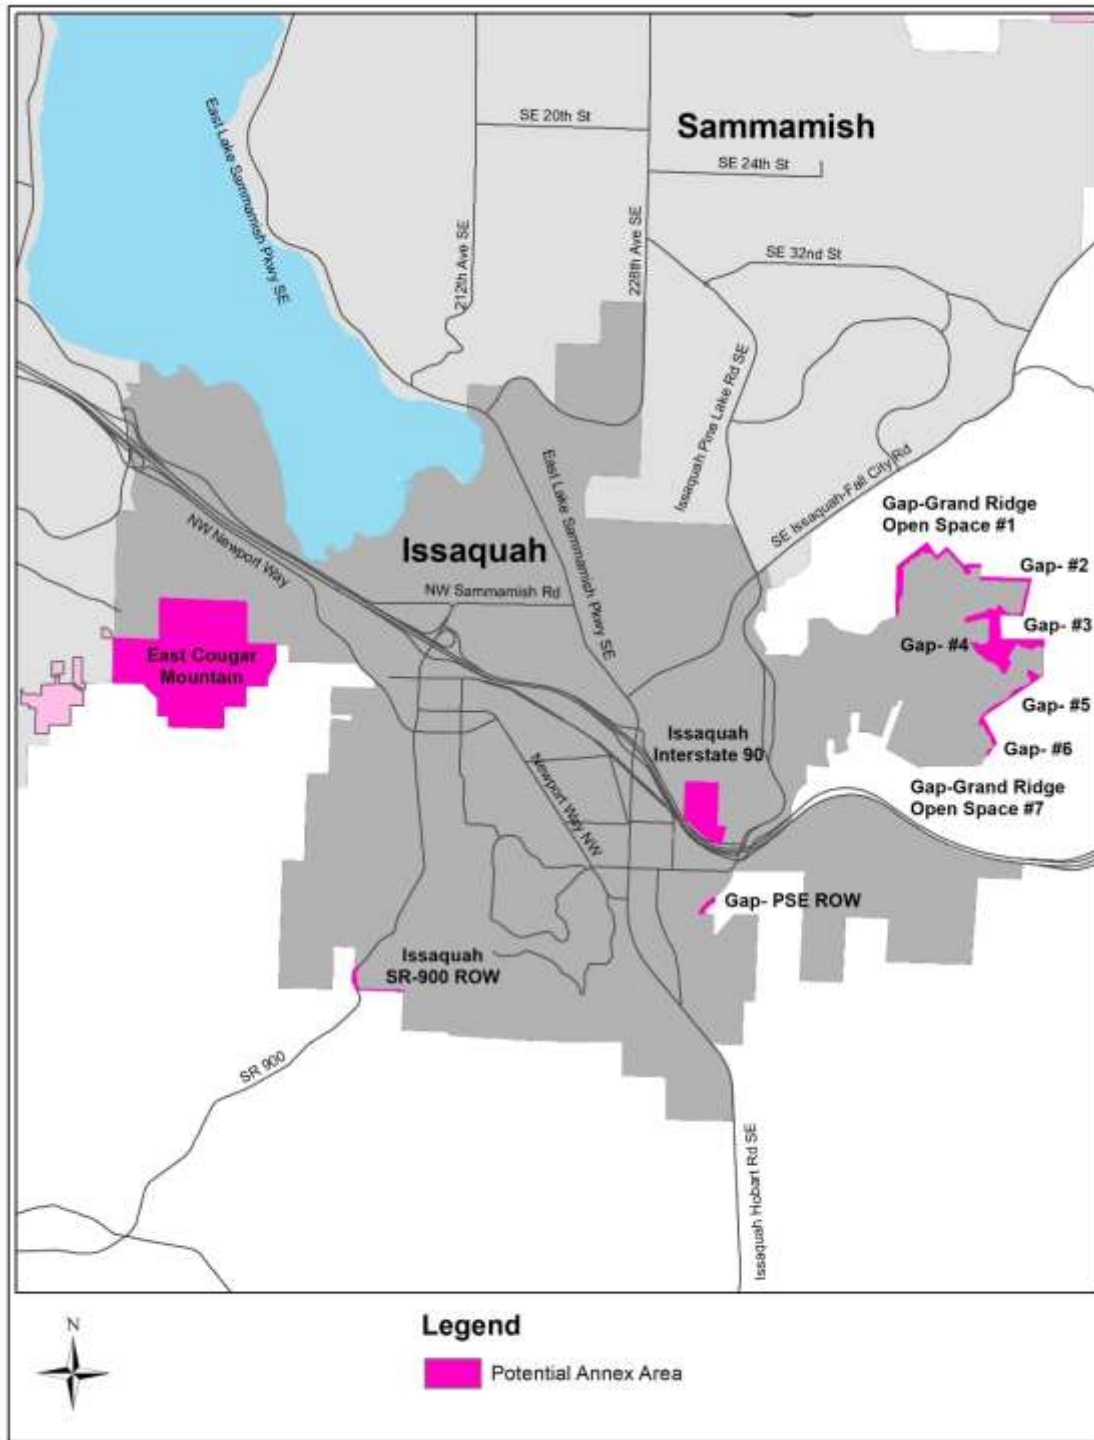 Sammamish
SE 20th St
SE 24th St
East Lake Sammamish Pkwy SE
212th Ave SE
228th Ave SE
SE 32nd St
Issaquah Pine Lake Rd SE
SE Issaquah-Fall City Rd
East Lake Sammamish Pkwy SE
NW Newport Way
Issaquah
NW Sammamish Rd
Gap-Grand Ridge
Open Space #1
Gap- #2
Gap- #3
Gap- #4
Gap- #5
Gap- #6
Gap-Grand Ridge
Open Space #7
East Cougar
Mountain
Issaquah
Interstate 90
Newport Way NW
Gap- PSE ROW
Issaquah
SR-900 ROW
SR 900
Issaquah Hobart Rd SE
N
Legend
Potential Annex Area